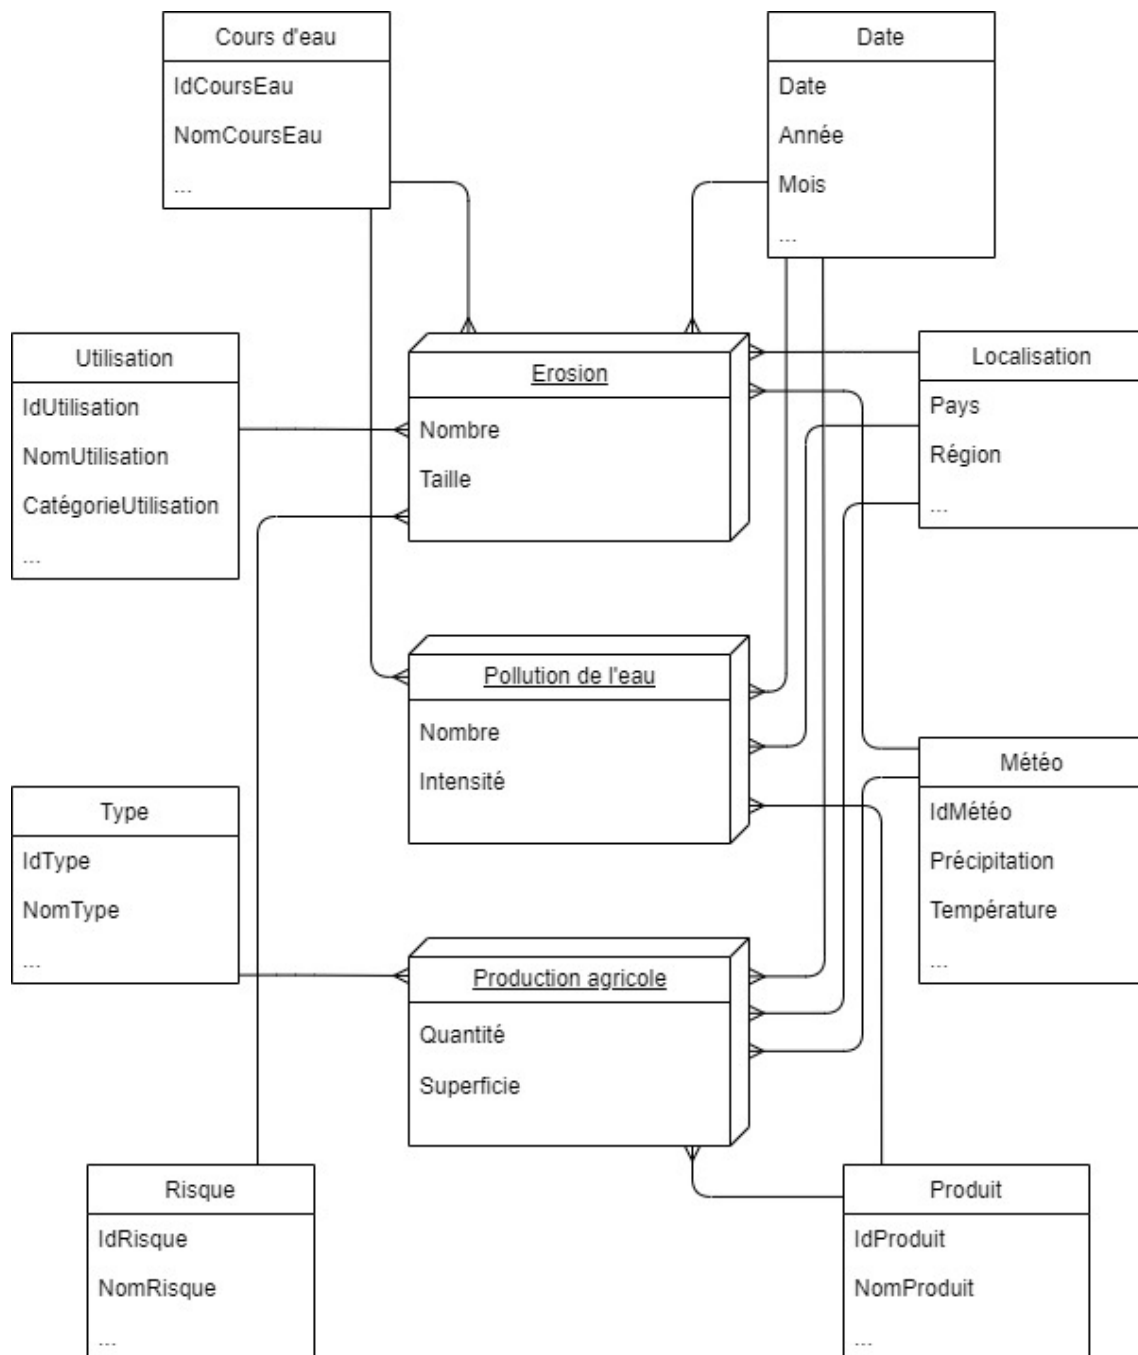 Cours d'eau
IdCoursEau
NomCoursEau
...
Date
Date
Année
Mois
...
Utilisation
IdUtilisation
NomUtilisation
CatégorieUtilisation
...
Erosion
Nombre
Taille
Localisation
Pays
Région
...
Pollution de l'eau
Nombre
Intensité
Météo
IdMétéo
Précipitation
Température
...
Type
IdType
NomType
...
Production agricole
Quantité
Superficie
Risque
IdRisque
NomRisque
...
Produit
IdProduit
NomProduit
...